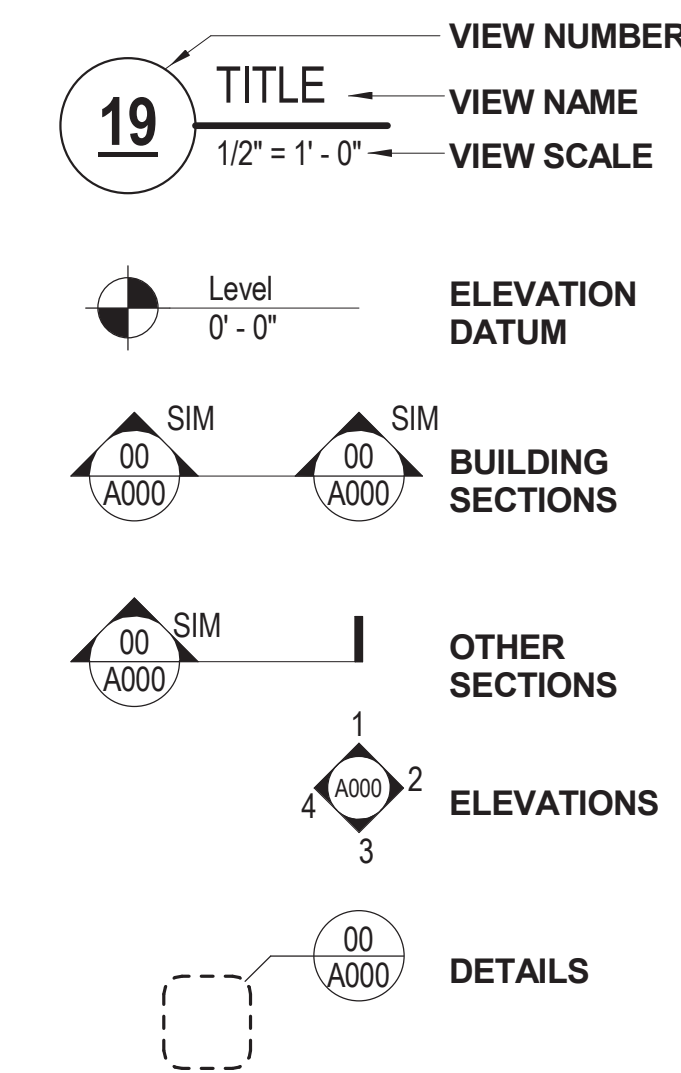 VIEW NUMBER
19
TITLE
VIEW NAME
1/2" = 1' - 0"
VIEW SCALE
Level
0' - 0"
ELEVATION
DATUM
SIM
00
A000
SIM
00
A000
BUILDING
SECTIONS
SIM
00
A000
OTHER
SECTIONS
1
A000
2
4
3
ELEVATIONS
00
A000
DETAILS